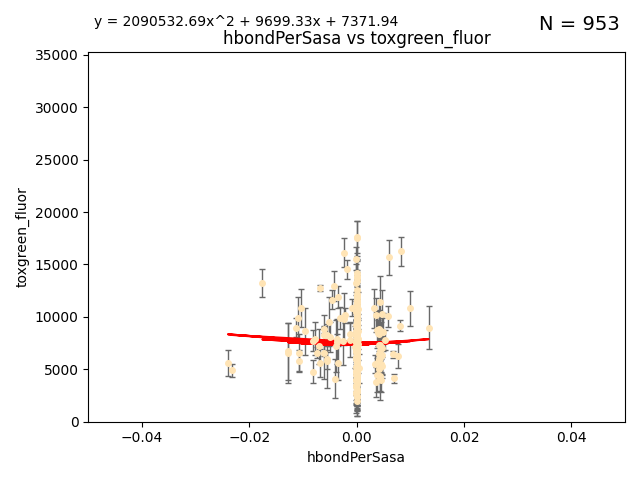 y = 2090532.69x^2 + 9699.33x + 7371.94
N = 953
hbondPerSasa vs toxgreen_fluor
35000
30000
25000
20000
15000
10000
5000
0
toxgreen_fluor
−0.04
−0.02
0.00
0.02
0.04
hbondPerSasa